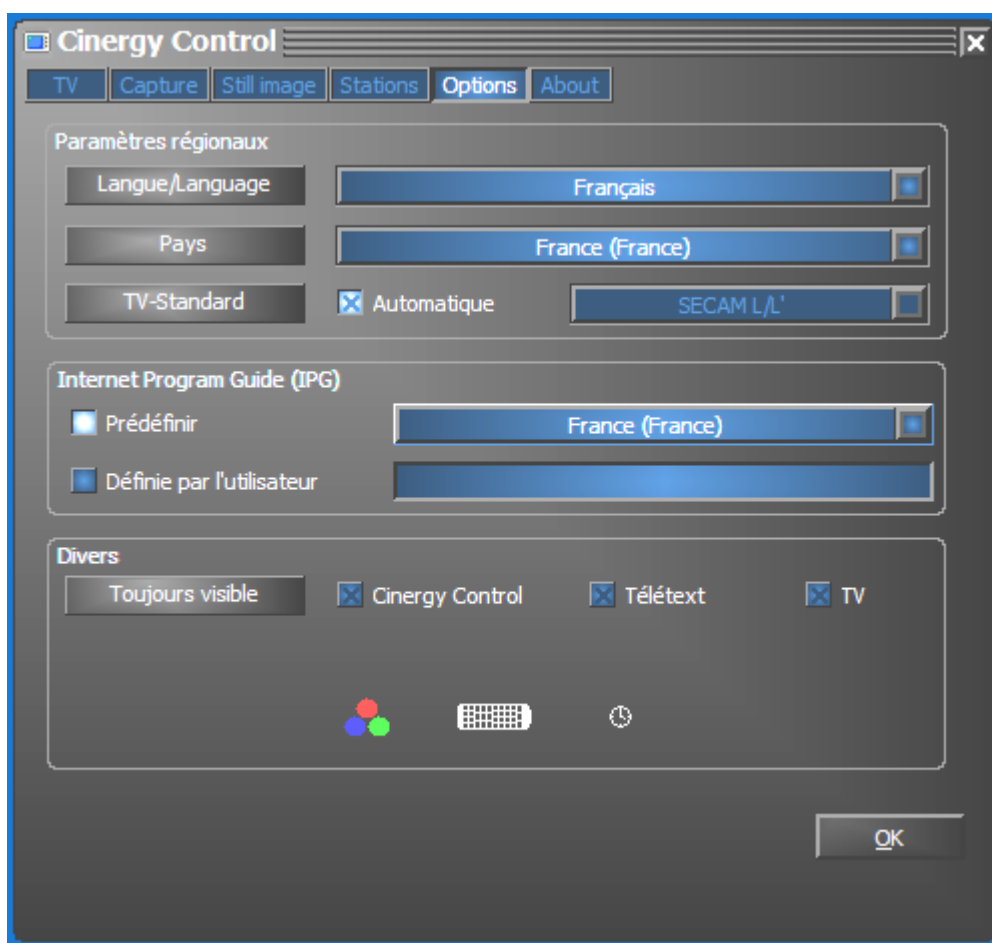 Cinergy Control
TV Capture Still image Stations Options About
Paramètres régionaux
Langue/Language Français
Pays France (France)
TV-Standard Automatique SECAM L/L'
Internet Program Guide (IPG)
Prédéfinir France (France)
Définie par l'utilisateur
Divers
Toujours visible Cinergy Control Télétext TV
OK